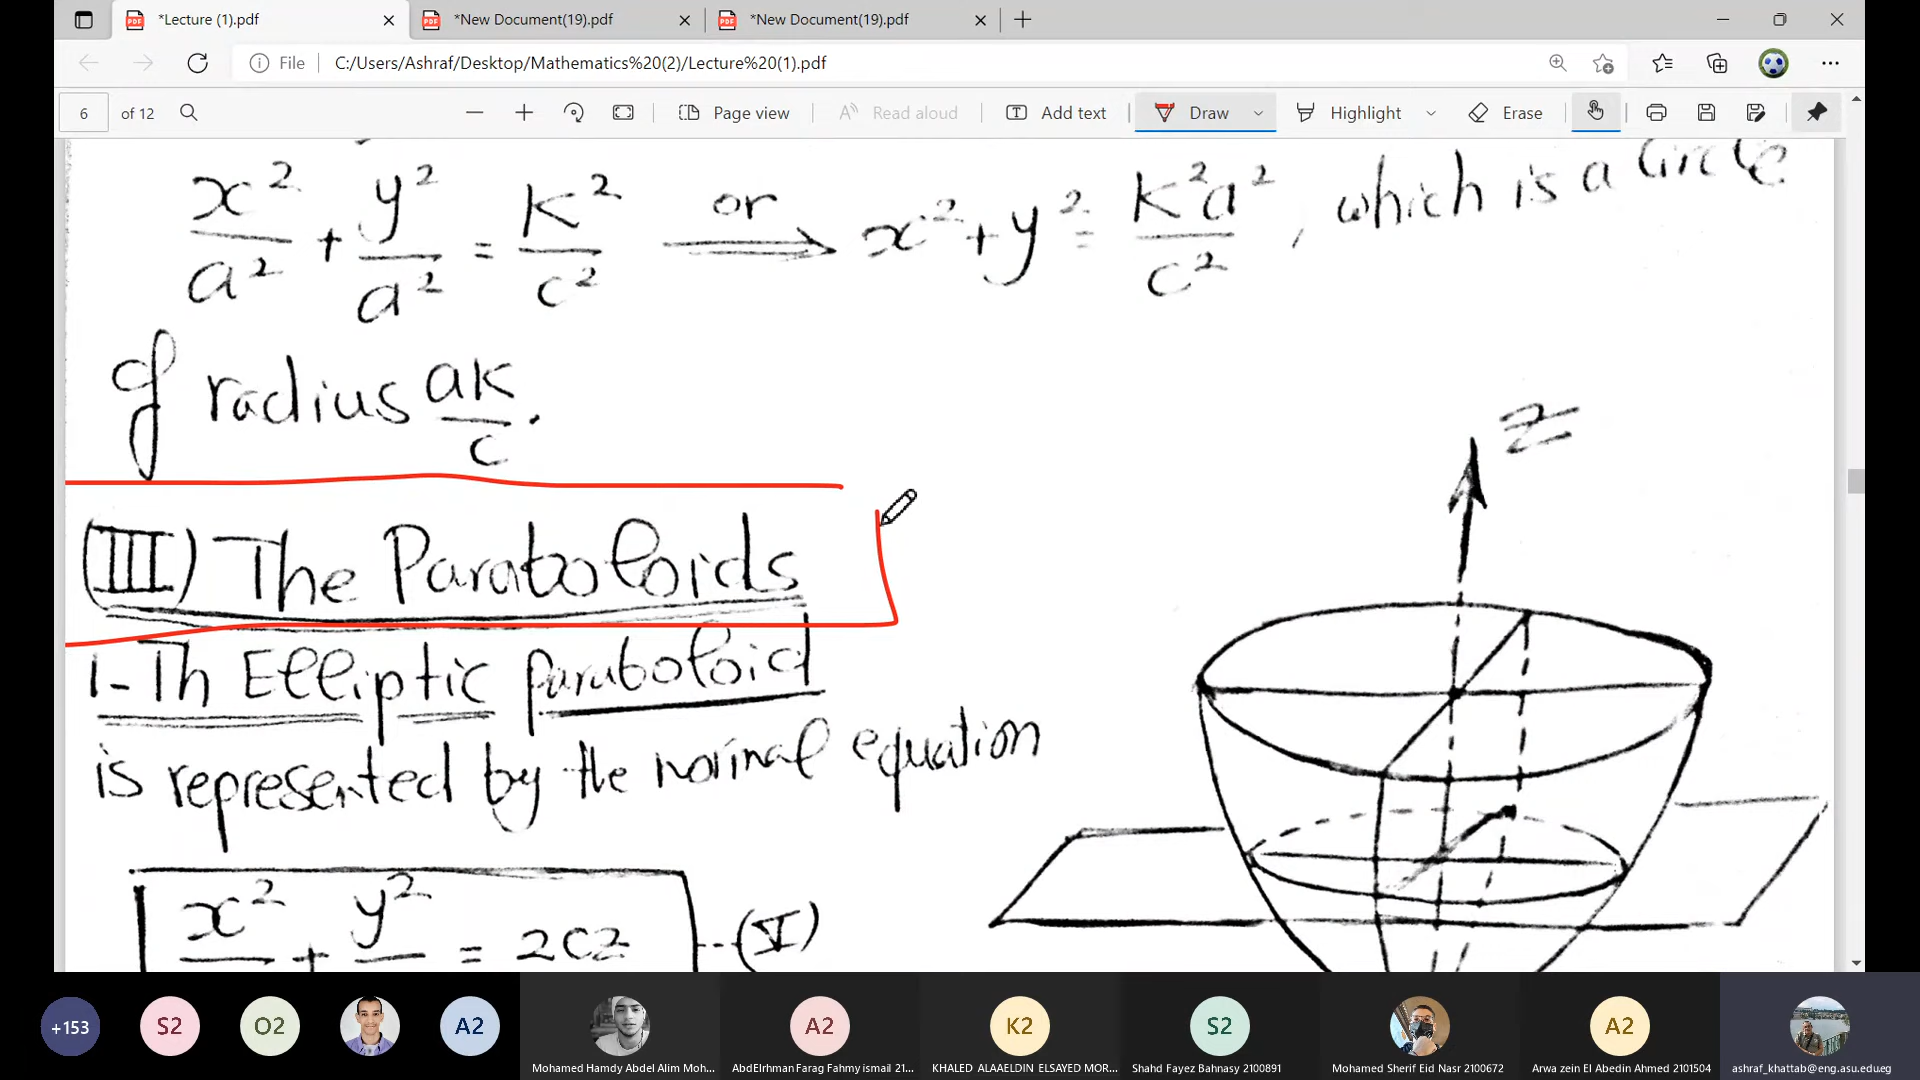 *Lecture (1).pdf
*New Document(19).pdf
*New Document(19).pdf
File
C:/Users/Ashraf/Desktop/Mathematics%20(2)/Lecture%20(1).pdf
6 of 12
Page view
Read aloud
Add text
Draw
Highlight
Erase
x²/a² + y²/a² = K²/c² or ⟹ x²+y² = K²a²/c², which is a Circle
of radius aK/c.
(III) The Paraboloids
1-Th Elliptic paraboloid
is represented by the normal equation
x² + y² = 2cz --(V)
Z
+153
S2
O2
A2
A2
K2
S2
A2
Mohamed Hamdy Abdel Alim Moh...
AbdElrhman Farag Fahmy ismail 21...
KHALED ALAAELDIN ELSAYED MOR...
Shahd Fayez Bahnasy 2100891
Mohamed Sherif Eid Nasr 2100672
Arwa zein El Abedin Ahmed 2101504
ashraf_khattab@eng.asu.edu.eg